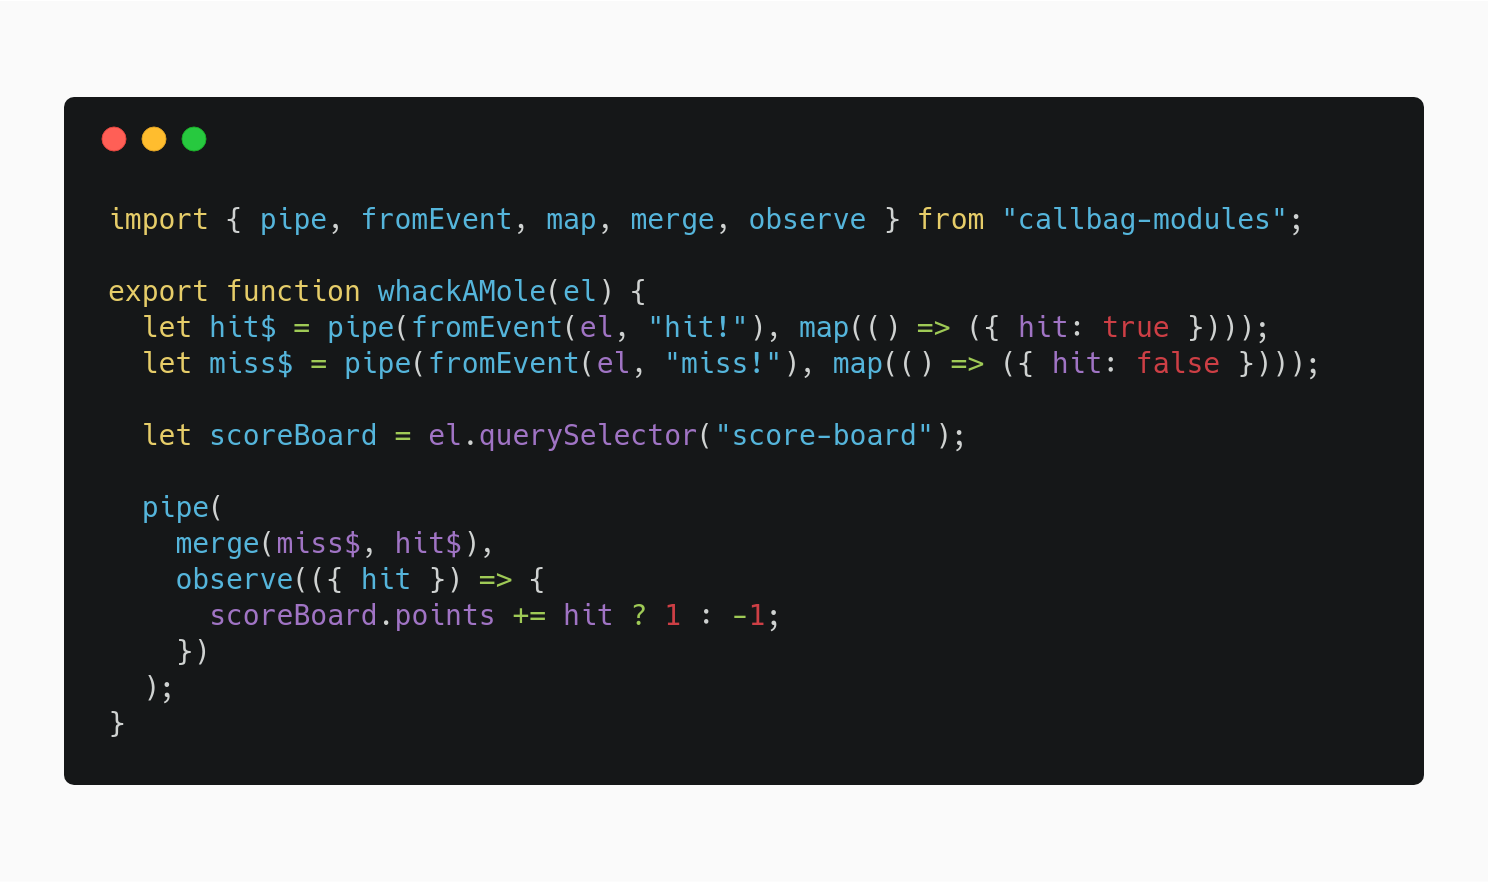 import { pipe, fromEvent, map, merge, observe } from "callbag-modules";
export function whackAMole(el) {
  let hit$ = pipe(fromEvent(el, "hit!"), map(() => ({ hit: true })));
  let miss$ = pipe(fromEvent(el, "miss!"), map(() => ({ hit: false })));
  let scoreBoard = el.querySelector("score-board");
  pipe(
    merge(miss$, hit$),
    observe(({ hit }) => {
      scoreBoard.points += hit ? 1 : -1;
    })
  );
}